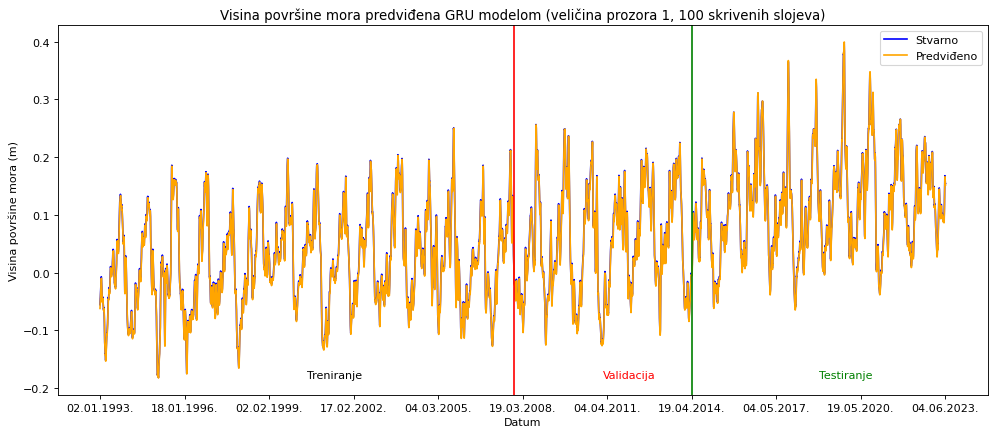 Visina površine mora predviđena GRU modelom (veličina prozora 1, 100 skrivenih slojeva)
Stvarno
Predviđeno
Visina površine mora (m)
0.4
0.3
0.2
0.1
0.0
−0.1
−0.2
Treniranje
Validacija
Testiranje
02.01.1993.
18.01.1996.
02.02.1999.
17.02.2002.
04.03.2005.
19.03.2008.
04.04.2011.
19.04.2014.
04.05.2017.
19.05.2020.
04.06.2023.
Datum